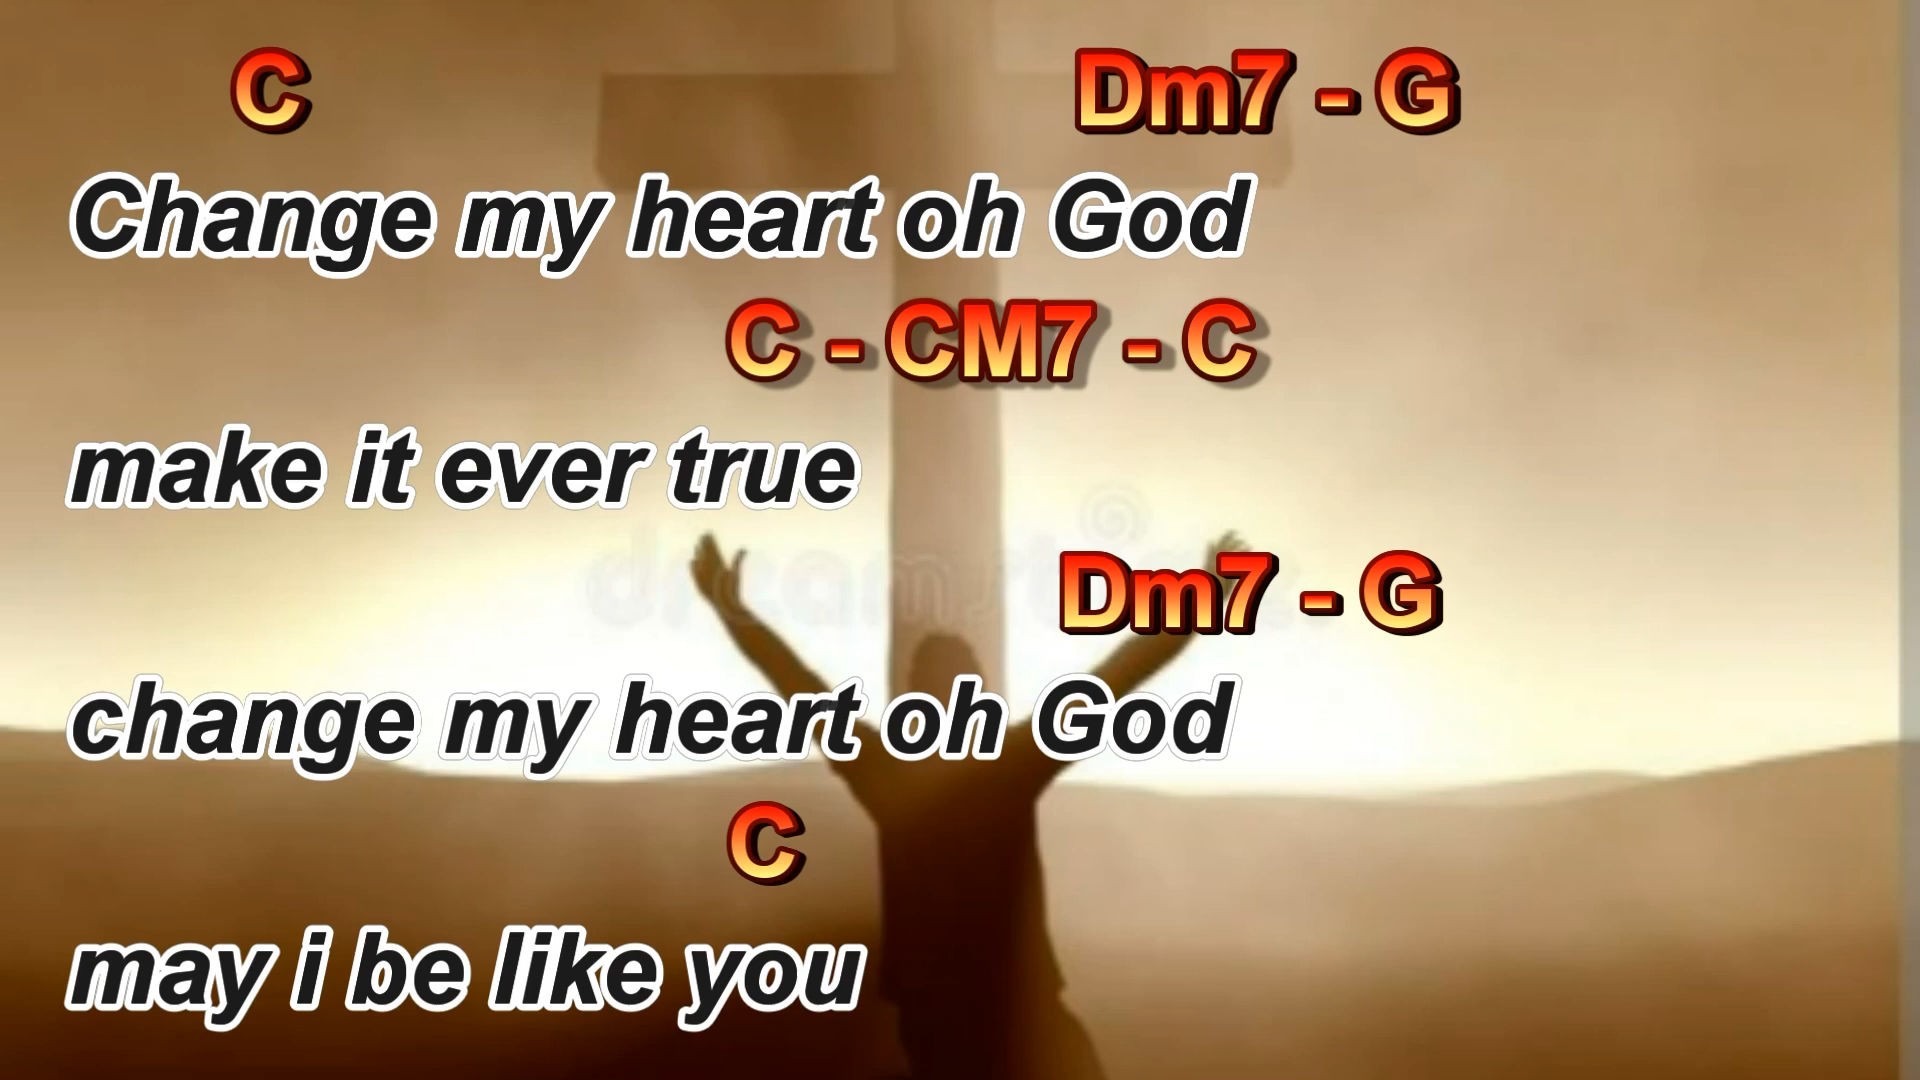 C Dm7 - G
Change my heart oh God
C - CM7 - C
make it ever true
dreamstime
Dm7 - G
change my heart oh God
C
may i be like you